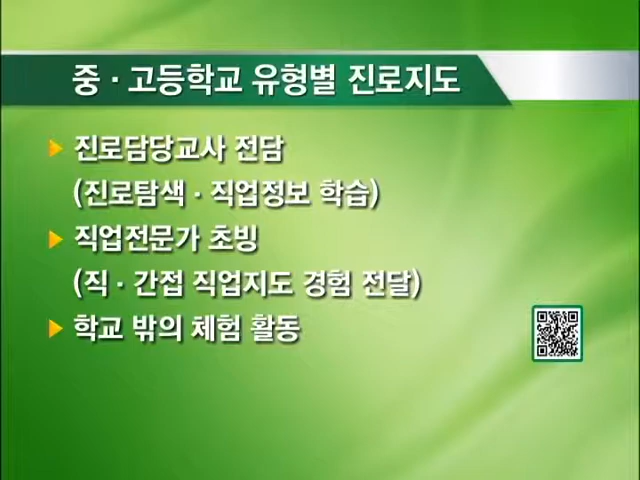 중 · 고등학교 유형별 진로지도
▶ 진로담당교사 전담
(진로탐색 · 직업정보 학습)
▶ 직업전문가 초빙
(직 · 간접 직업지도 경험 전달)
▶ 학교 밖의 체험 활동